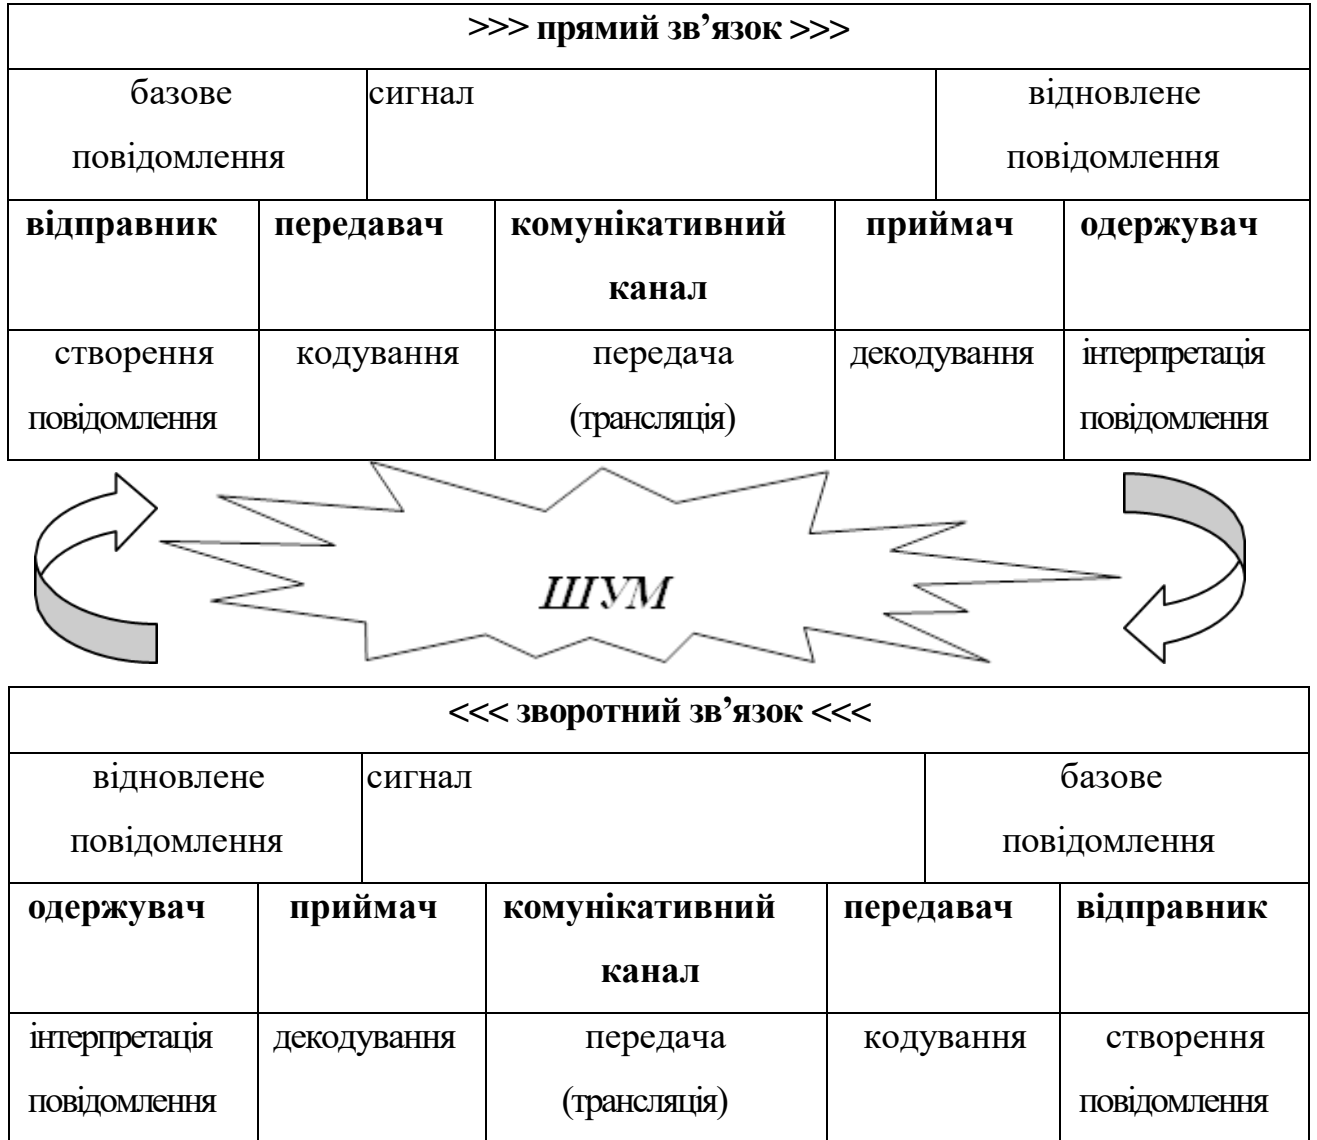 >>> прямий зв’язок >>>
базове сигнал відновлене
повідомлення повідомлення
відправник передавач комунікативний приймач одержувач
канал
створення кодування передача декодування інтерпретація
повідомлення (трансляція) повідомлення
ШУМ
<<< зворотний зв’язок <<<
відновлене сигнал базове
повідомлення повідомлення
одержувач приймач комунікативний передавач відправник
канал
інтерпретація декодування передача кодування створення
повідомлення (трансляція) повідомлення